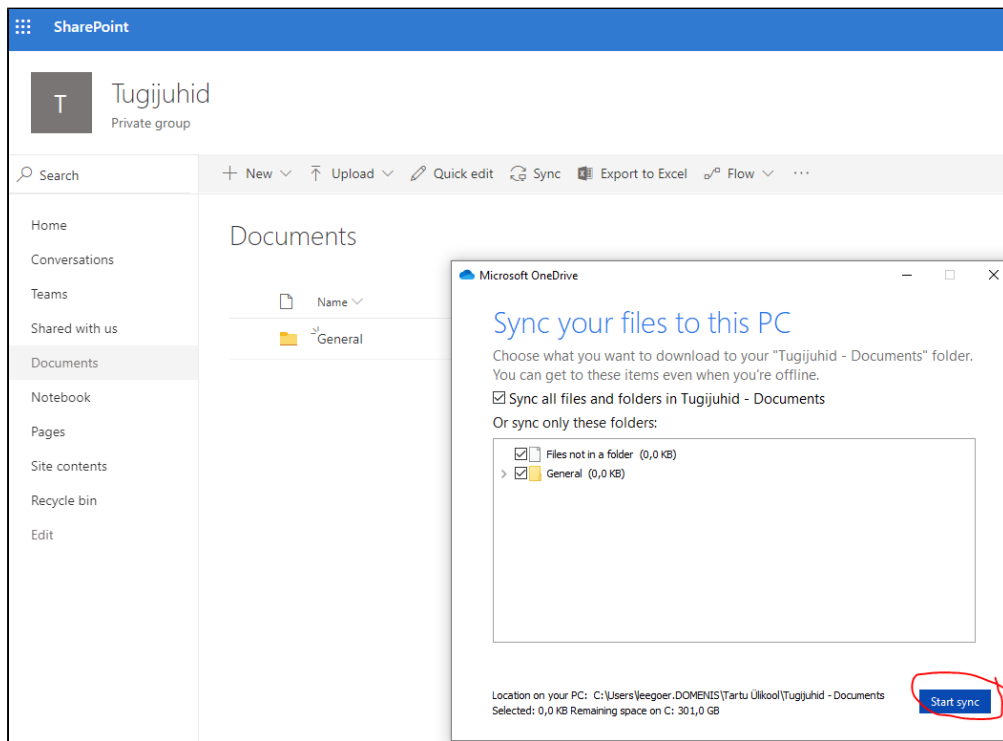 SharePoint
T
Tugijuhid
Private group
Search
New
Upload
Quick edit
Sync
Export to Excel
Flow
...
Home
Conversations
Teams
Shared with us
Documents
Notebook
Pages
Site contents
Recycle bin
Edit
Documents
Name
General
Microsoft OneDrive
Sync your files to this PC
Choose what you want to download to your "Tugijuhid - Documents" folder.
You can get to these items even when you're offline.
Sync all files and folders in Tugijuhid - Documents
Or sync only these folders:
Files not in a folder (0,0 KB)
General (0,0 KB)
Location on your PC: C:\Users\leegoer.DOMENIS\Tartu Ülikool\Tugijuhid - Documents
Selected: 0,0 KB Remaining space on C: 301,0 GB
Start sync